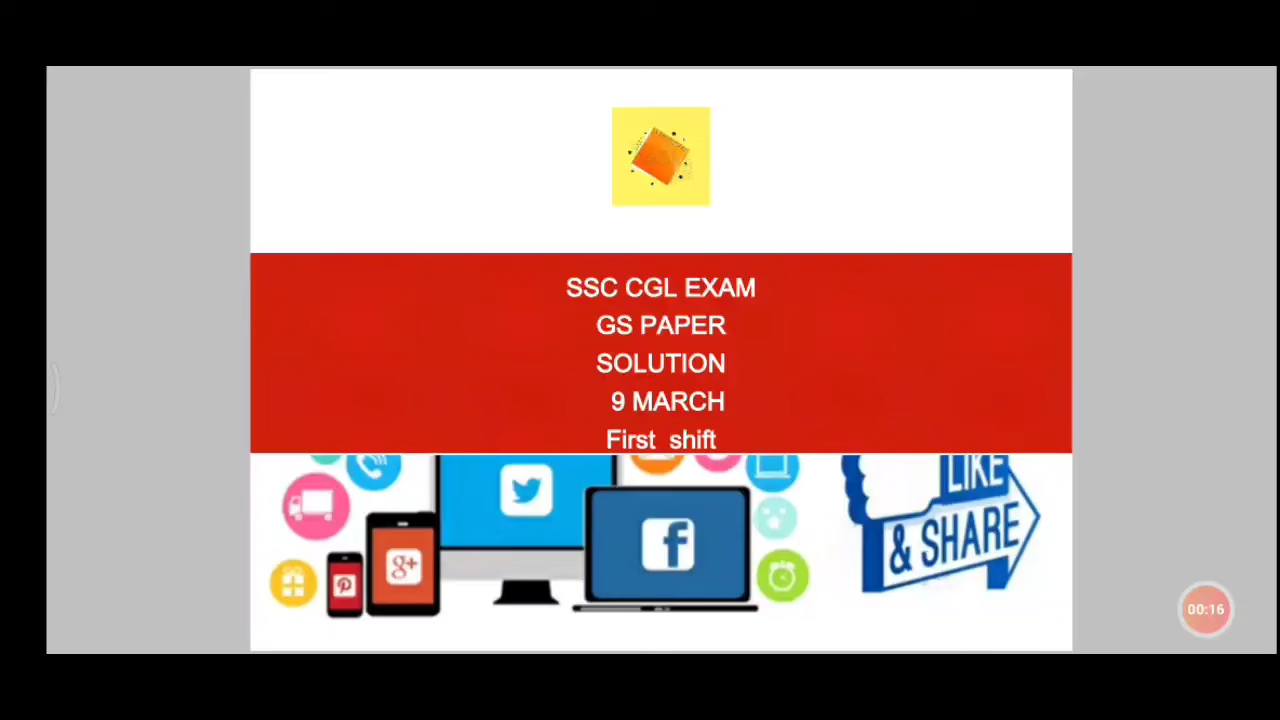 SSC CGL EXAM
GS PAPER
SOLUTION
9 MARCH
First shift
LIKE
& SHARE
g+
f
00:16